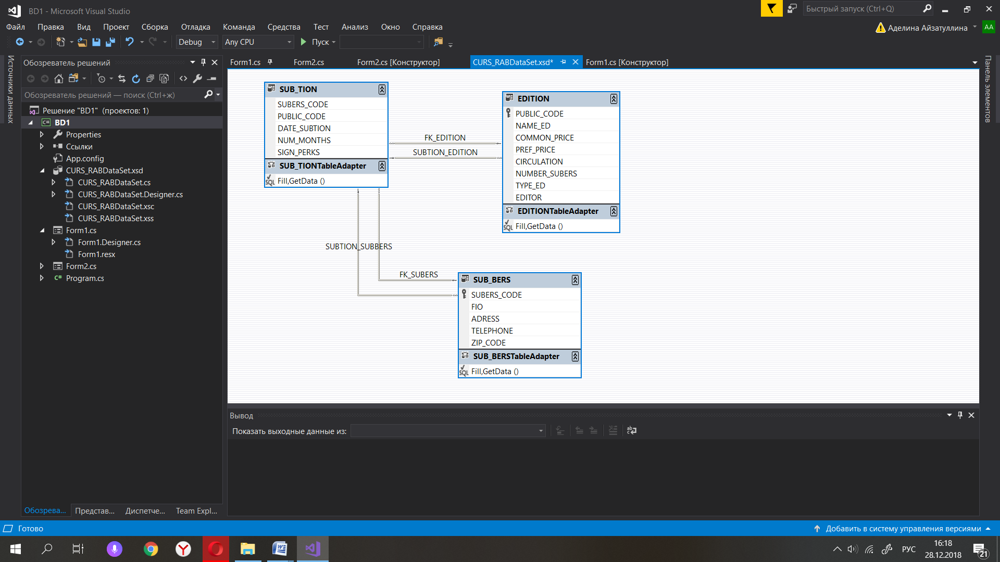 BD1 - Microsoft Visual Studio
Быстрый запуск (Ctrl+Q)
Файл Правка Вид Проект Сборка Отладка Команда Средства Тест Анализ Окно Справка
Аделина Айзатуллина AA
Debug Any CPU Пуск
Источники данных
Обозреватель решений
Обозреватель решений — поиск (Ctrl+ж)
Решение "BD1" (проектов: 1)
BD1
Properties
Ссылки
App.config
CURS_RABDataSet.xsd
CURS_RABDataSet.cs
CURS_RABDataSet.Designer.cs
CURS_RABDataSet.xsc
CURS_RABDataSet.xss
Form1.cs
Form1.Designer.cs
Form1.resx
Form2.cs
Program.cs
Обозрева... Представ... Диспетче... Team Expl...
Form1.cs Form2.cs Form2.cs [Конструктор] CURS_RABDataSet.xsd* Form1.cs [Конструктор]
SUB_TION
SUBERS_CODE
PUBLIC_CODE
DATE_SUBTION
NUM_MONTHS
SIGN_PERKS
SUB_TIONTableAdapter
SQL Fill,GetData ()
FK_EDITION
SUBTION_EDITION
EDITION
PUBLIC_CODE
NAME_ED
COMMON_PRICE
PREF_PRICE
CIRCULATION
NUMBER_SUBERS
TYPE_ED
EDITOR
EDITIONTableAdapter
SQL Fill,GetData ()
SUBTION_SUBBERS
FK_SUBERS
SUB_BERS
SUBERS_CODE
FIO
ADRESS
TELEPHONE
ZIP_CODE
SUB_BERSTableAdapter
SQL Fill,GetData ()
Панель элементов
Вывод
Показать выходные данные из:
Готово
Добавить в систему управления версиями
РУС
16:18
28.12.2018
21